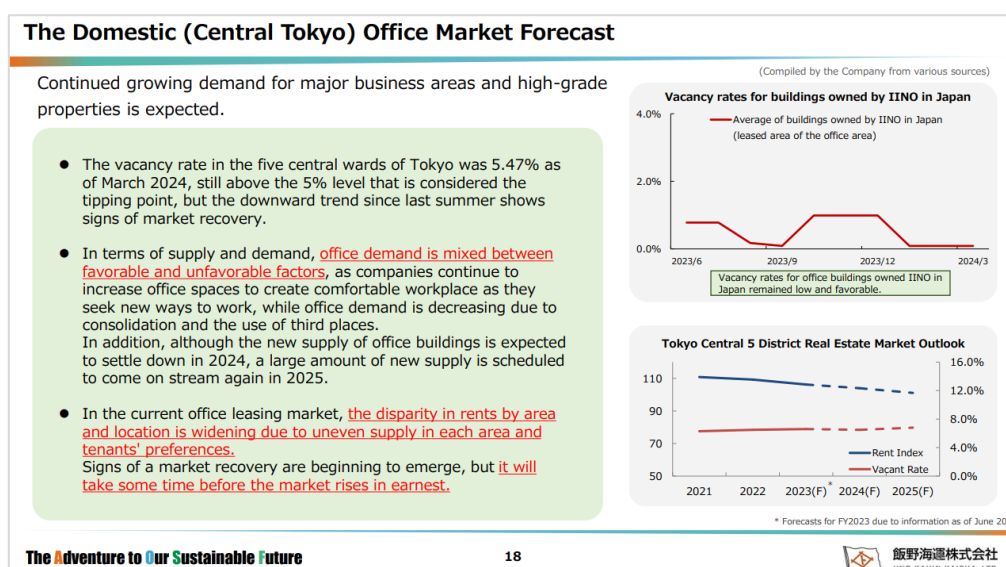 The Domestic (Central Tokyo) Office Market Forecast
Continued growing demand for major business areas and high-grade
properties is expected.
● The vacancy rate in the five central wards of Tokyo was 5.47% as
of March 2024, still above the 5% level that is considered the
tipping point, but the downward trend since last summer shows
signs of market recovery.
● In terms of supply and demand, office demand is mixed between
favorable and unfavorable factors, as companies continue to
increase office spaces to create comfortable workplace as they
seek new ways to work, while office demand is decreasing due to
consolidation and the use of third places.
In addition, although the new supply of office buildings is expected
to settle down in 2024, a large amount of new supply is scheduled
to come on stream again in 2025.
● In the current office leasing market, the disparity in rents by area
and location is widening due to uneven supply in each area and
tenants' preferences.
Signs of a market recovery are beginning to emerge, but it will
take some time before the market rises in earnest.
(Compiled by the Company from various sources)
Vacancy rates for buildings owned by IINO in Japan
4.0%
Average of buildings owned by IINO in Japan
(leased area of the office area)
2.0%
0.0%
2023/6 2023/9 2023/12 2024/3
Vacancy rates for office buildings owned IINO in
Japan remained low and favorable.
Tokyo Central 5 District Real Estate Market Outlook
16.0%
110 12.0%
90 8.0%
70 4.0%
Rent Index
Vacant Rate
50 0.0%
2021 2022 2023(F)* 2024(F) 2025(F)
* Forecasts for FY2023 due to information as of June 20
The Adventure to Our Sustainable Future
18
飯野海運株式会社